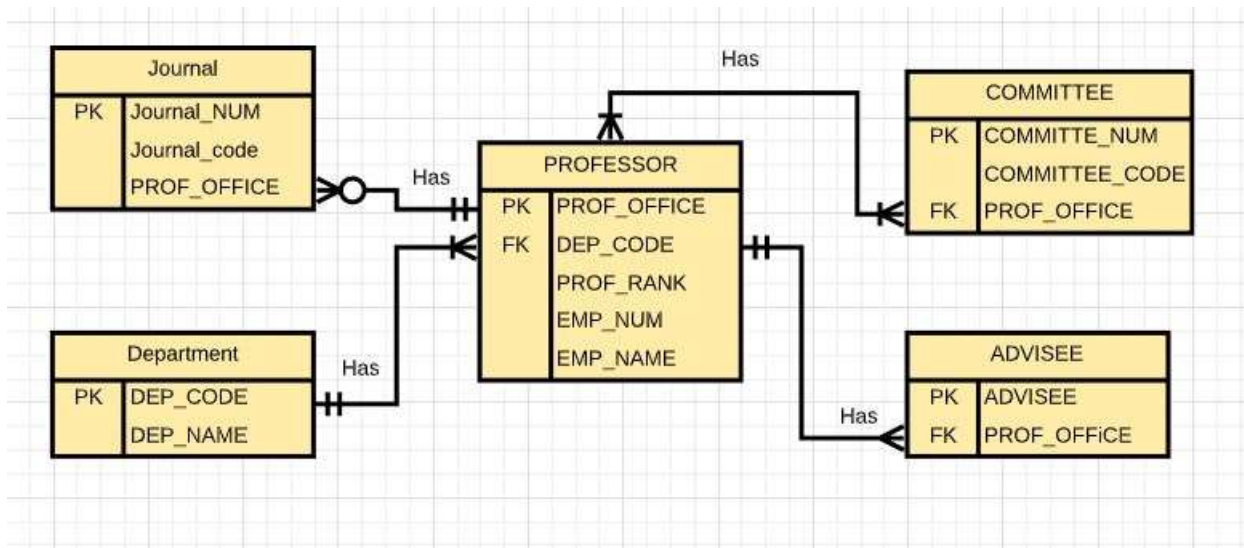 Journal
PK Journal_NUM
Journal_code
PROF_OFFICE
Has
Department
PK DEP_CODE
DEP_NAME
Has
PROFESSOR
PK PROF_OFFICE
FK DEP_CODE
PROF_RANK
EMP_NUM
EMP_NAME
Has
COMMITTEE
PK COMMITTE_NUM
COMMITTEE_CODE
FK PROF_OFFICE
Has
ADVISEE
PK ADVISEE
FK PROF_OFFiCE